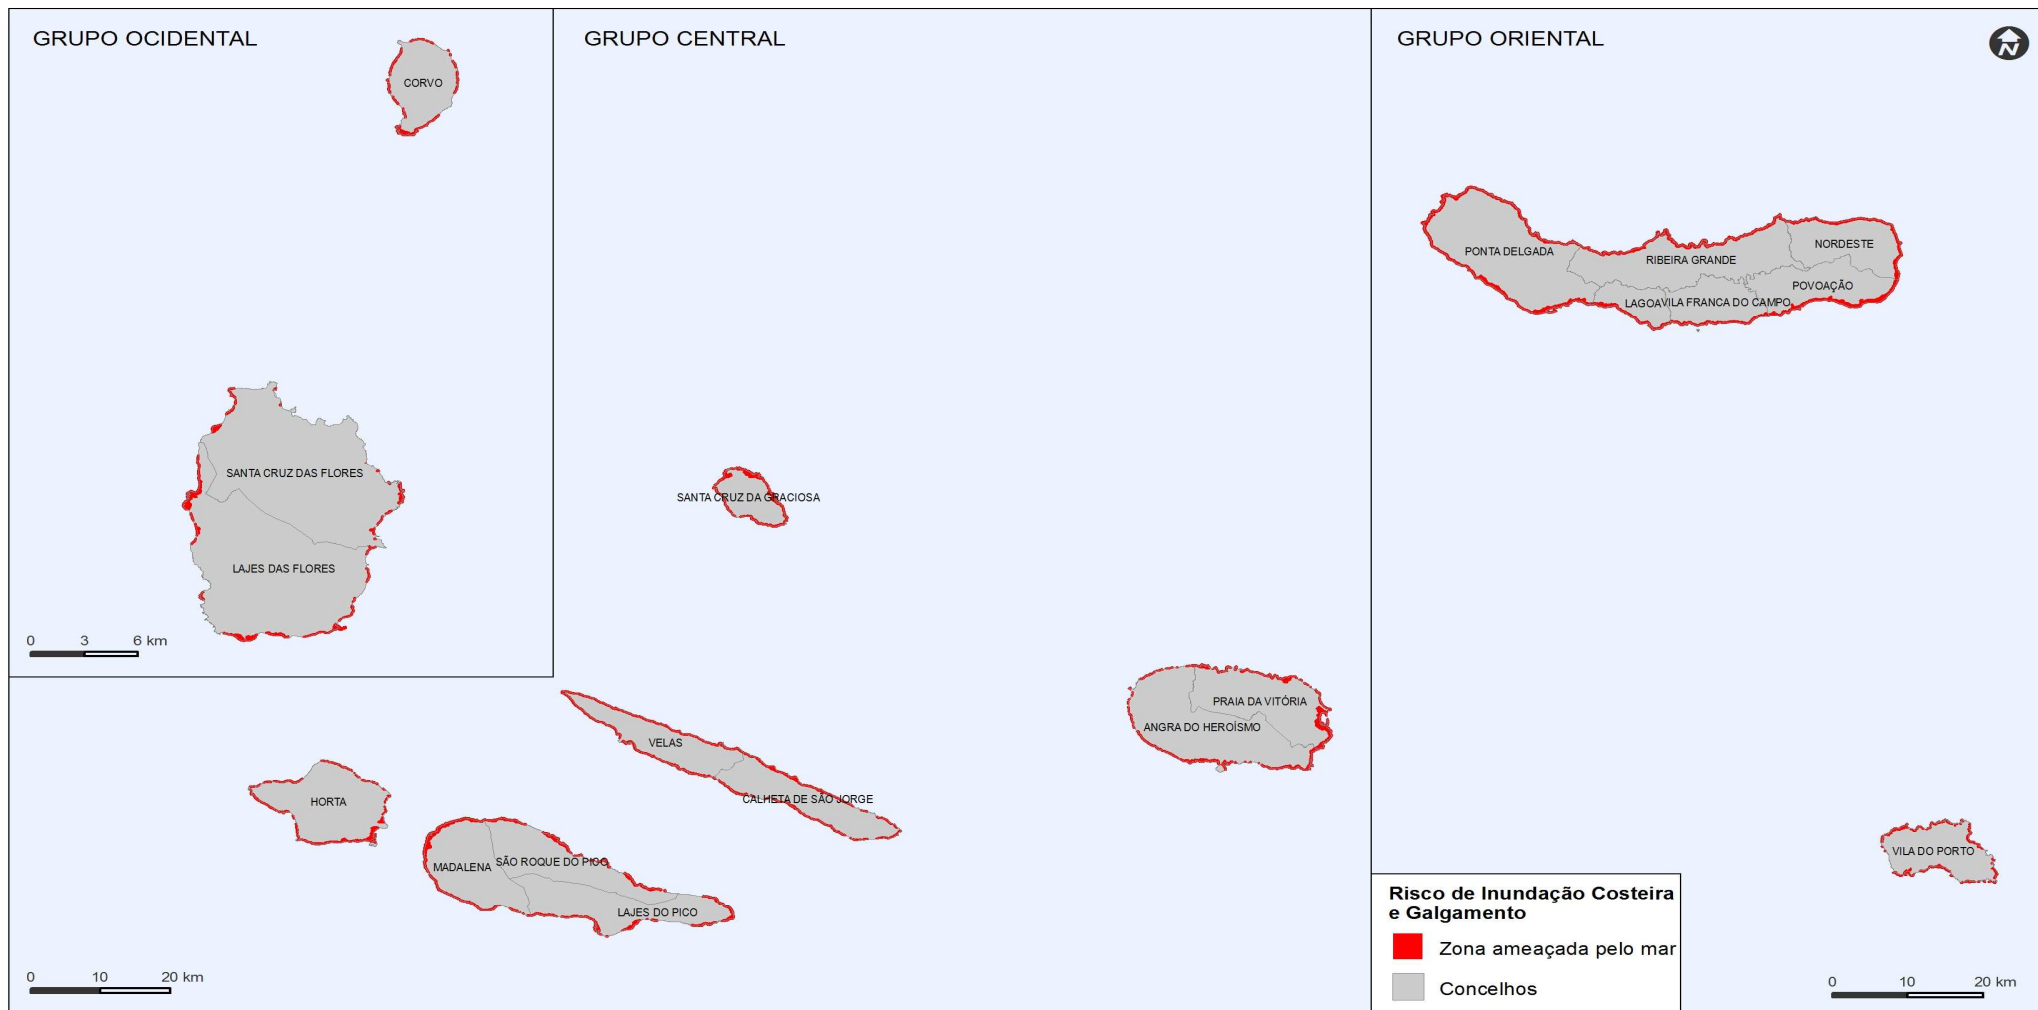 GRUPO OCIDENTAL
CORVO
SANTA CRUZ DAS FLORES
LAJES DAS FLORES
0 3 6 km
GRUPO CENTRAL
SANTA CRUZ DA GRACIOSA
PRAIA DA VITÓRIA
ANGRA DO HEROÍSMO
VELAS
CALHETA DE SÃO JORGE
HORTA
MADALENA
SÃO ROQUE DO PICO
LAJES DO PICO
0 10 20 km
GRUPO ORIENTAL
N
PONTA DELGADA
RIBEIRA GRANDE
NORDESTE
POVOAÇÃO
LAGOA
VILA FRANCA DO CAMPO
VILA DO PORTO
Risco de Inundação Costeira
e Galgamento
Zona ameaçada pelo mar
Concelhos
0 10 20 km